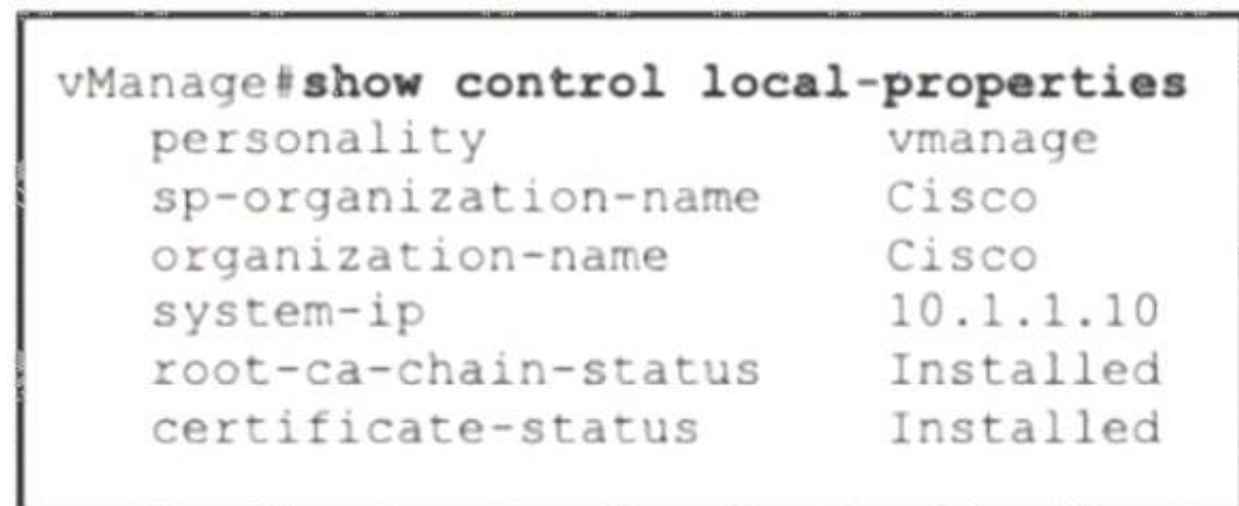 vManage#show control local-properties
personality vmanage
sp-organization-name Cisco
organization-name Cisco
system-ip 10.1.1.10
root-ca-chain-status Installed
certificate-status Installed